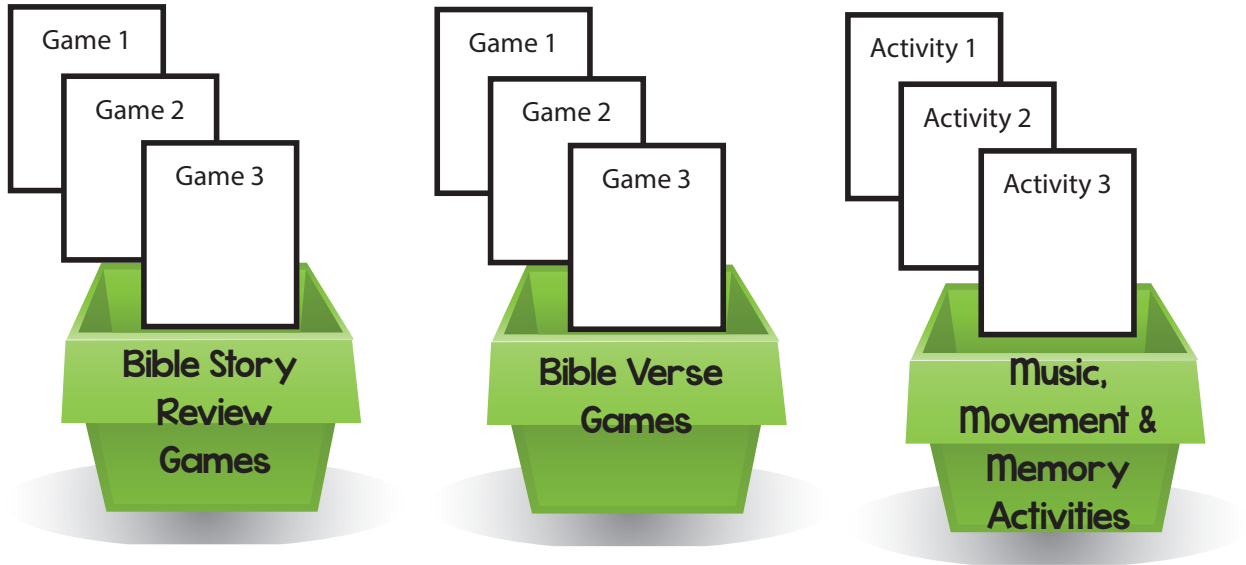 Game 1
Game 2
Game 3
Bible Story
Review
Games
Game 1
Game 2
Game 3
Bible Verse
Games
Activity 1
Activity 2
Activity 3
Music,
Movement &
Memory
Activities